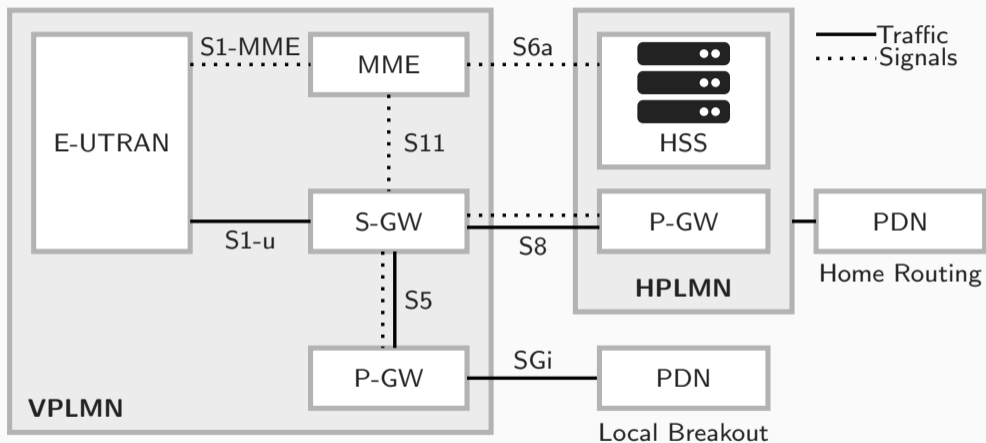 S1-MME
MME
S6a
Traffic
Signals
E-UTRAN
S11
HSS
S1-u
S-GW
S8
P-GW
PDN
Home Routing
HPLMN
S5
P-GW
SGi
PDN
VPLMN
Local Breakout